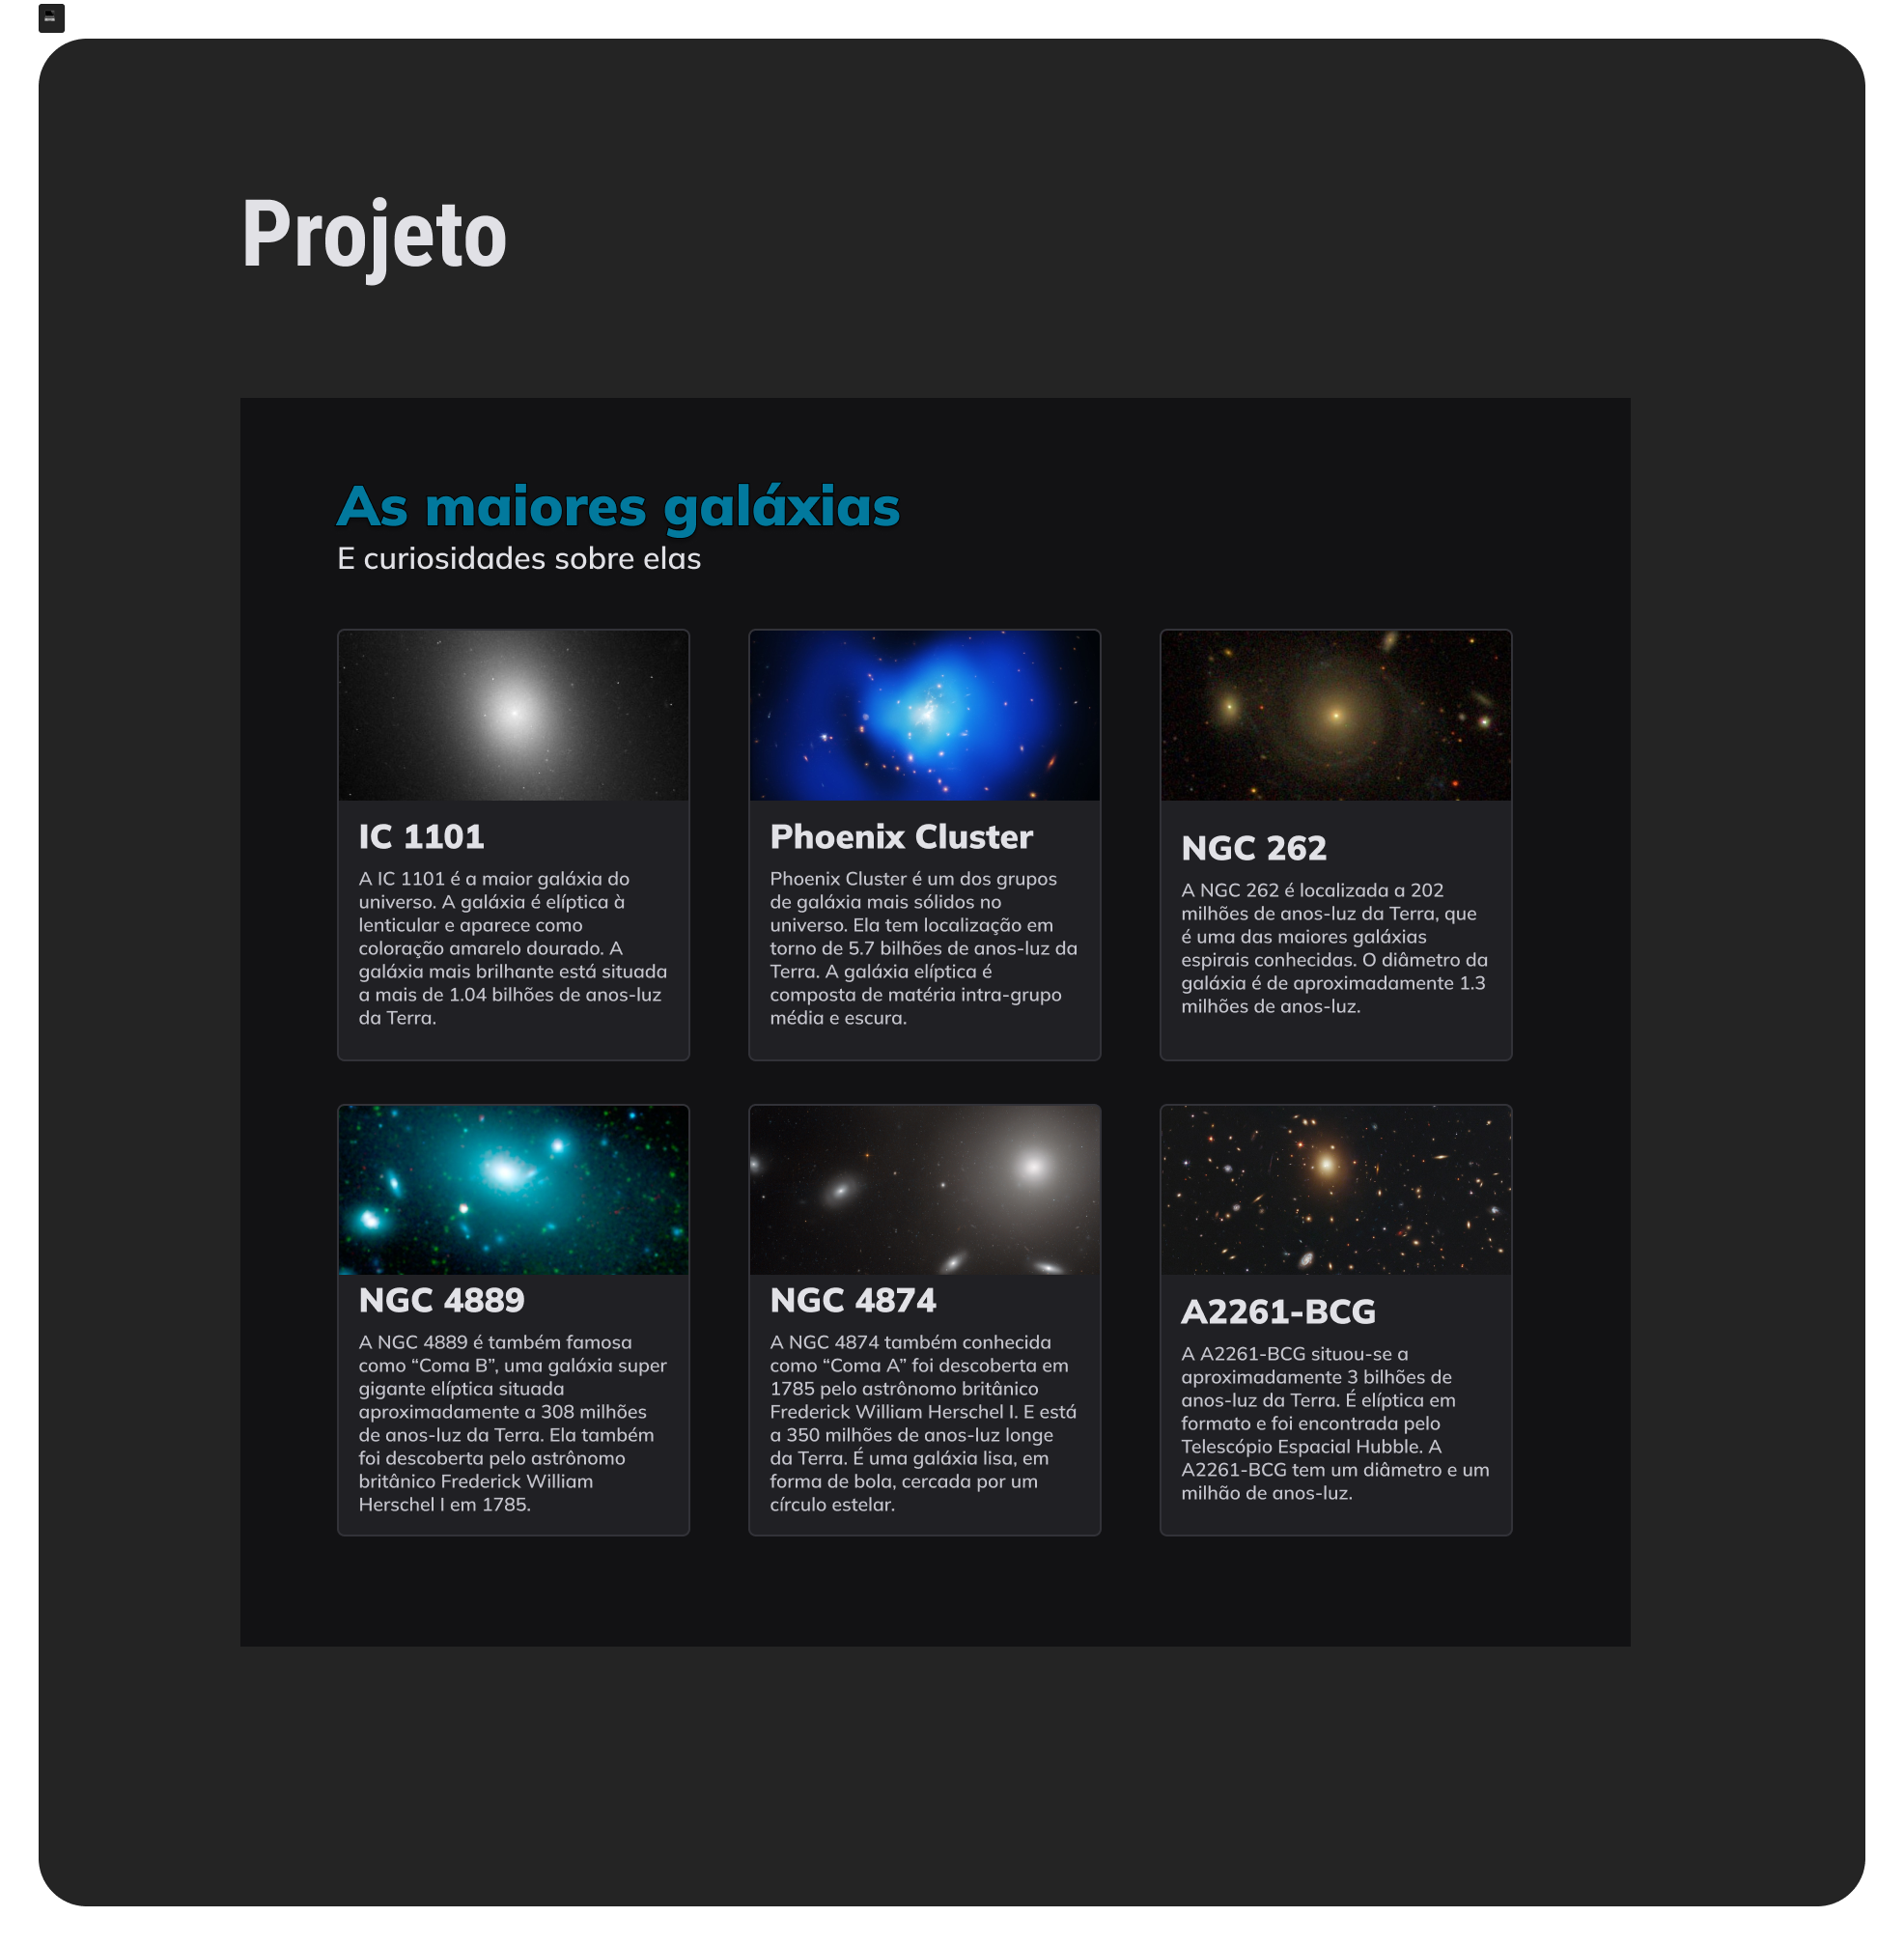 Projeto
As maiores galáxias
E curiosidades sobre elas
IC 1101
A IC 1101 é a maior galáxia do
universo. A galáxia é elíptica à
lenticular e aparece como
coloração amarelo dourado. A
galáxia mais brilhante está situada
a mais de 1.04 bilhões de anos-luz
da Terra.
Phoenix Cluster
Phoenix Cluster é um dos grupos
de galáxia mais sólidos no
universo. Ela tem localização em
torno de 5.7 bilhões de anos-luz da
Terra. A galáxia elíptica é
composta de matéria intra-grupo
média e escura.
NGC 262
A NGC 262 é localizada a 202
milhões de anos-luz da Terra, que
é uma das maiores galáxias
espirais conhecidas. O diâmetro da
galáxia é de aproximadamente 1.3
milhões de anos-luz.
NGC 4889
A NGC 4889 é também famosa
como “Coma B”, uma galáxia super
gigante elíptica situada
aproximadamente a 308 milhões
de anos-luz da Terra. Ela também
foi descoberta pelo astrônomo
britânico Frederick William
Herschel I em 1785.
NGC 4874
A NGC 4874 também conhecida
como “Coma A” foi descoberta em
1785 pelo astrônomo britânico
Frederick William Herschel I. E está
a 350 milhões de anos-luz longe
da Terra. É uma galáxia lisa, em
forma de bola, cercada por um
círculo estelar.
A2261-BCG
A A2261-BCG situou-se a
aproximadamente 3 bilhões de
anos-luz da Terra. É elíptica em
formato e foi encontrada pelo
Telescópio Espacial Hubble. A
A2261-BCG tem um diâmetro e um
milhão de anos-luz.